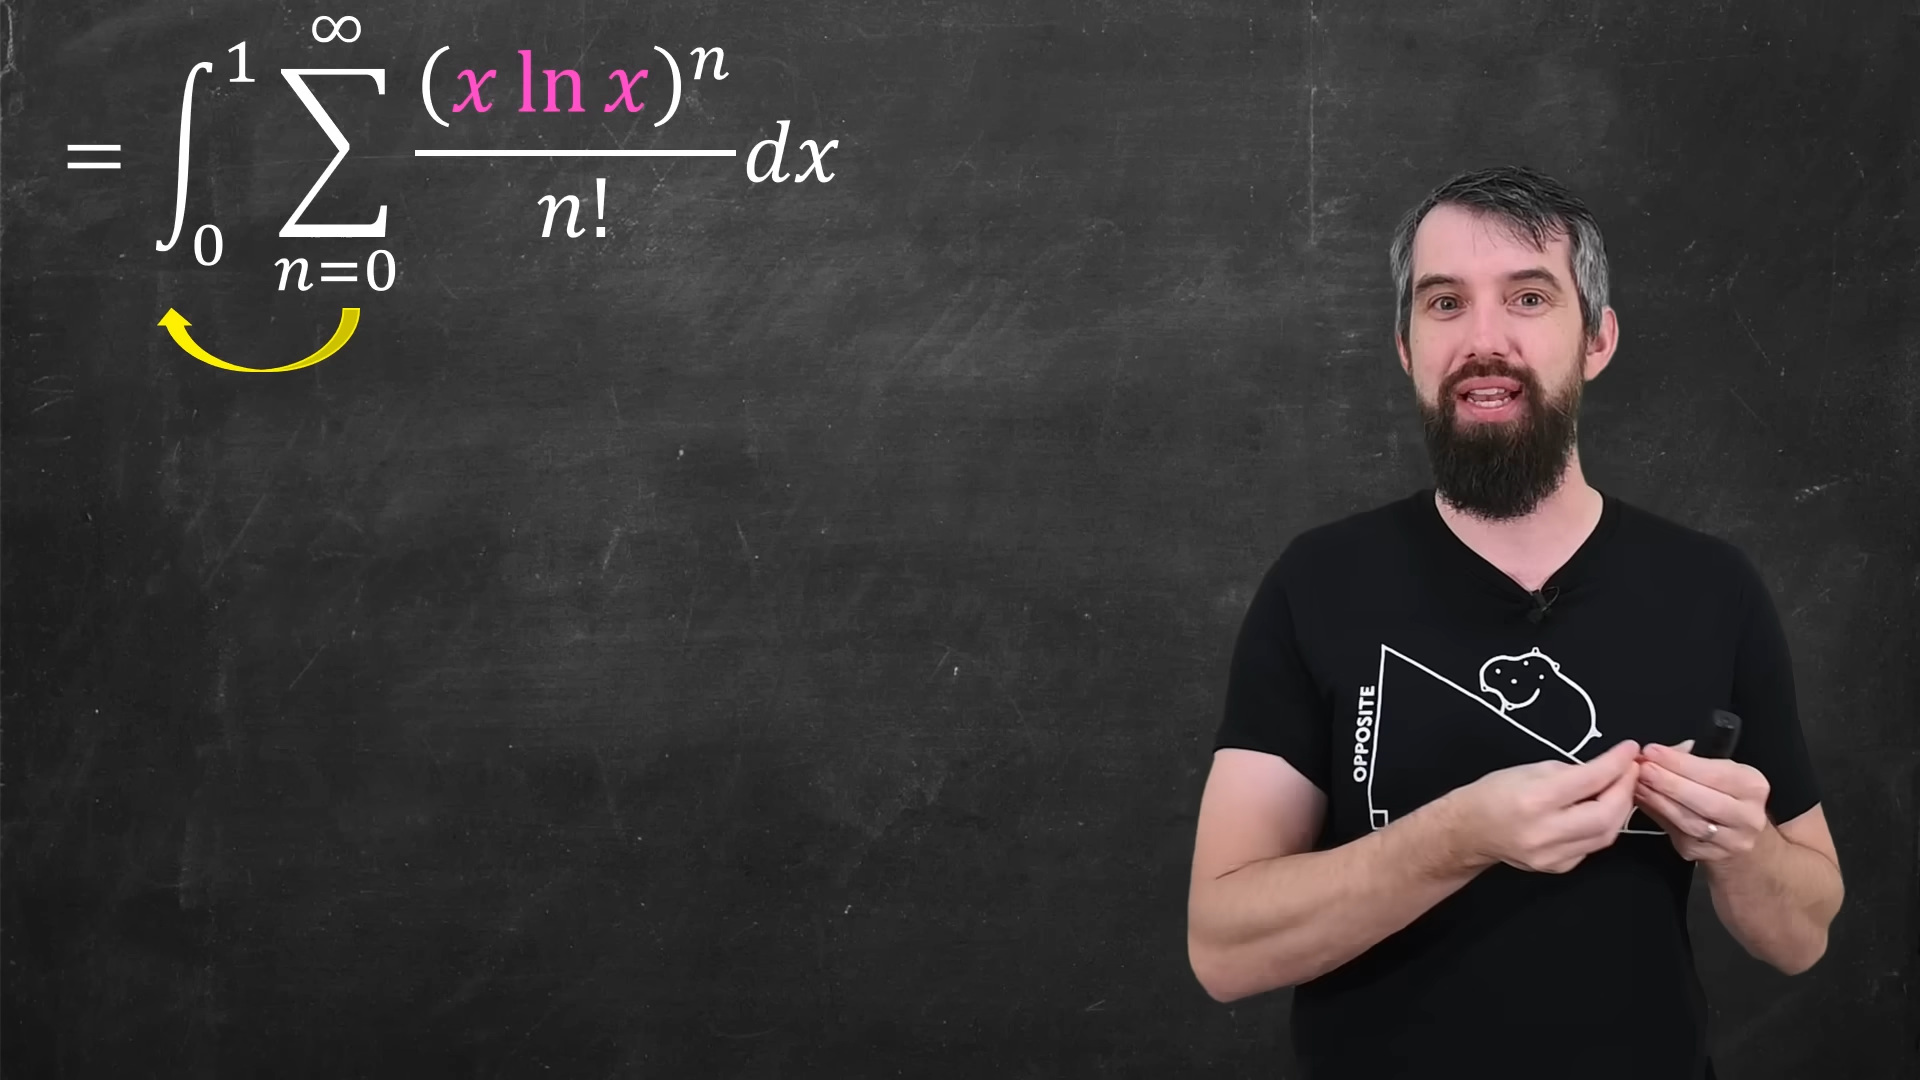 = ∫₀¹ ∑_{n=0}^{∞} (x ln x)ⁿ / n! dx
OPPOSITE